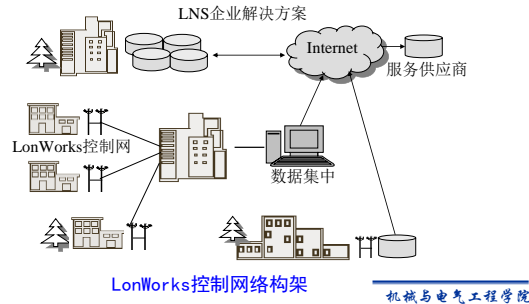 LNS企业解决方案
Internet
服务供应商
LonWorks控制网
数据集中
LonWorks控制网络构架
机械与电气工程学院